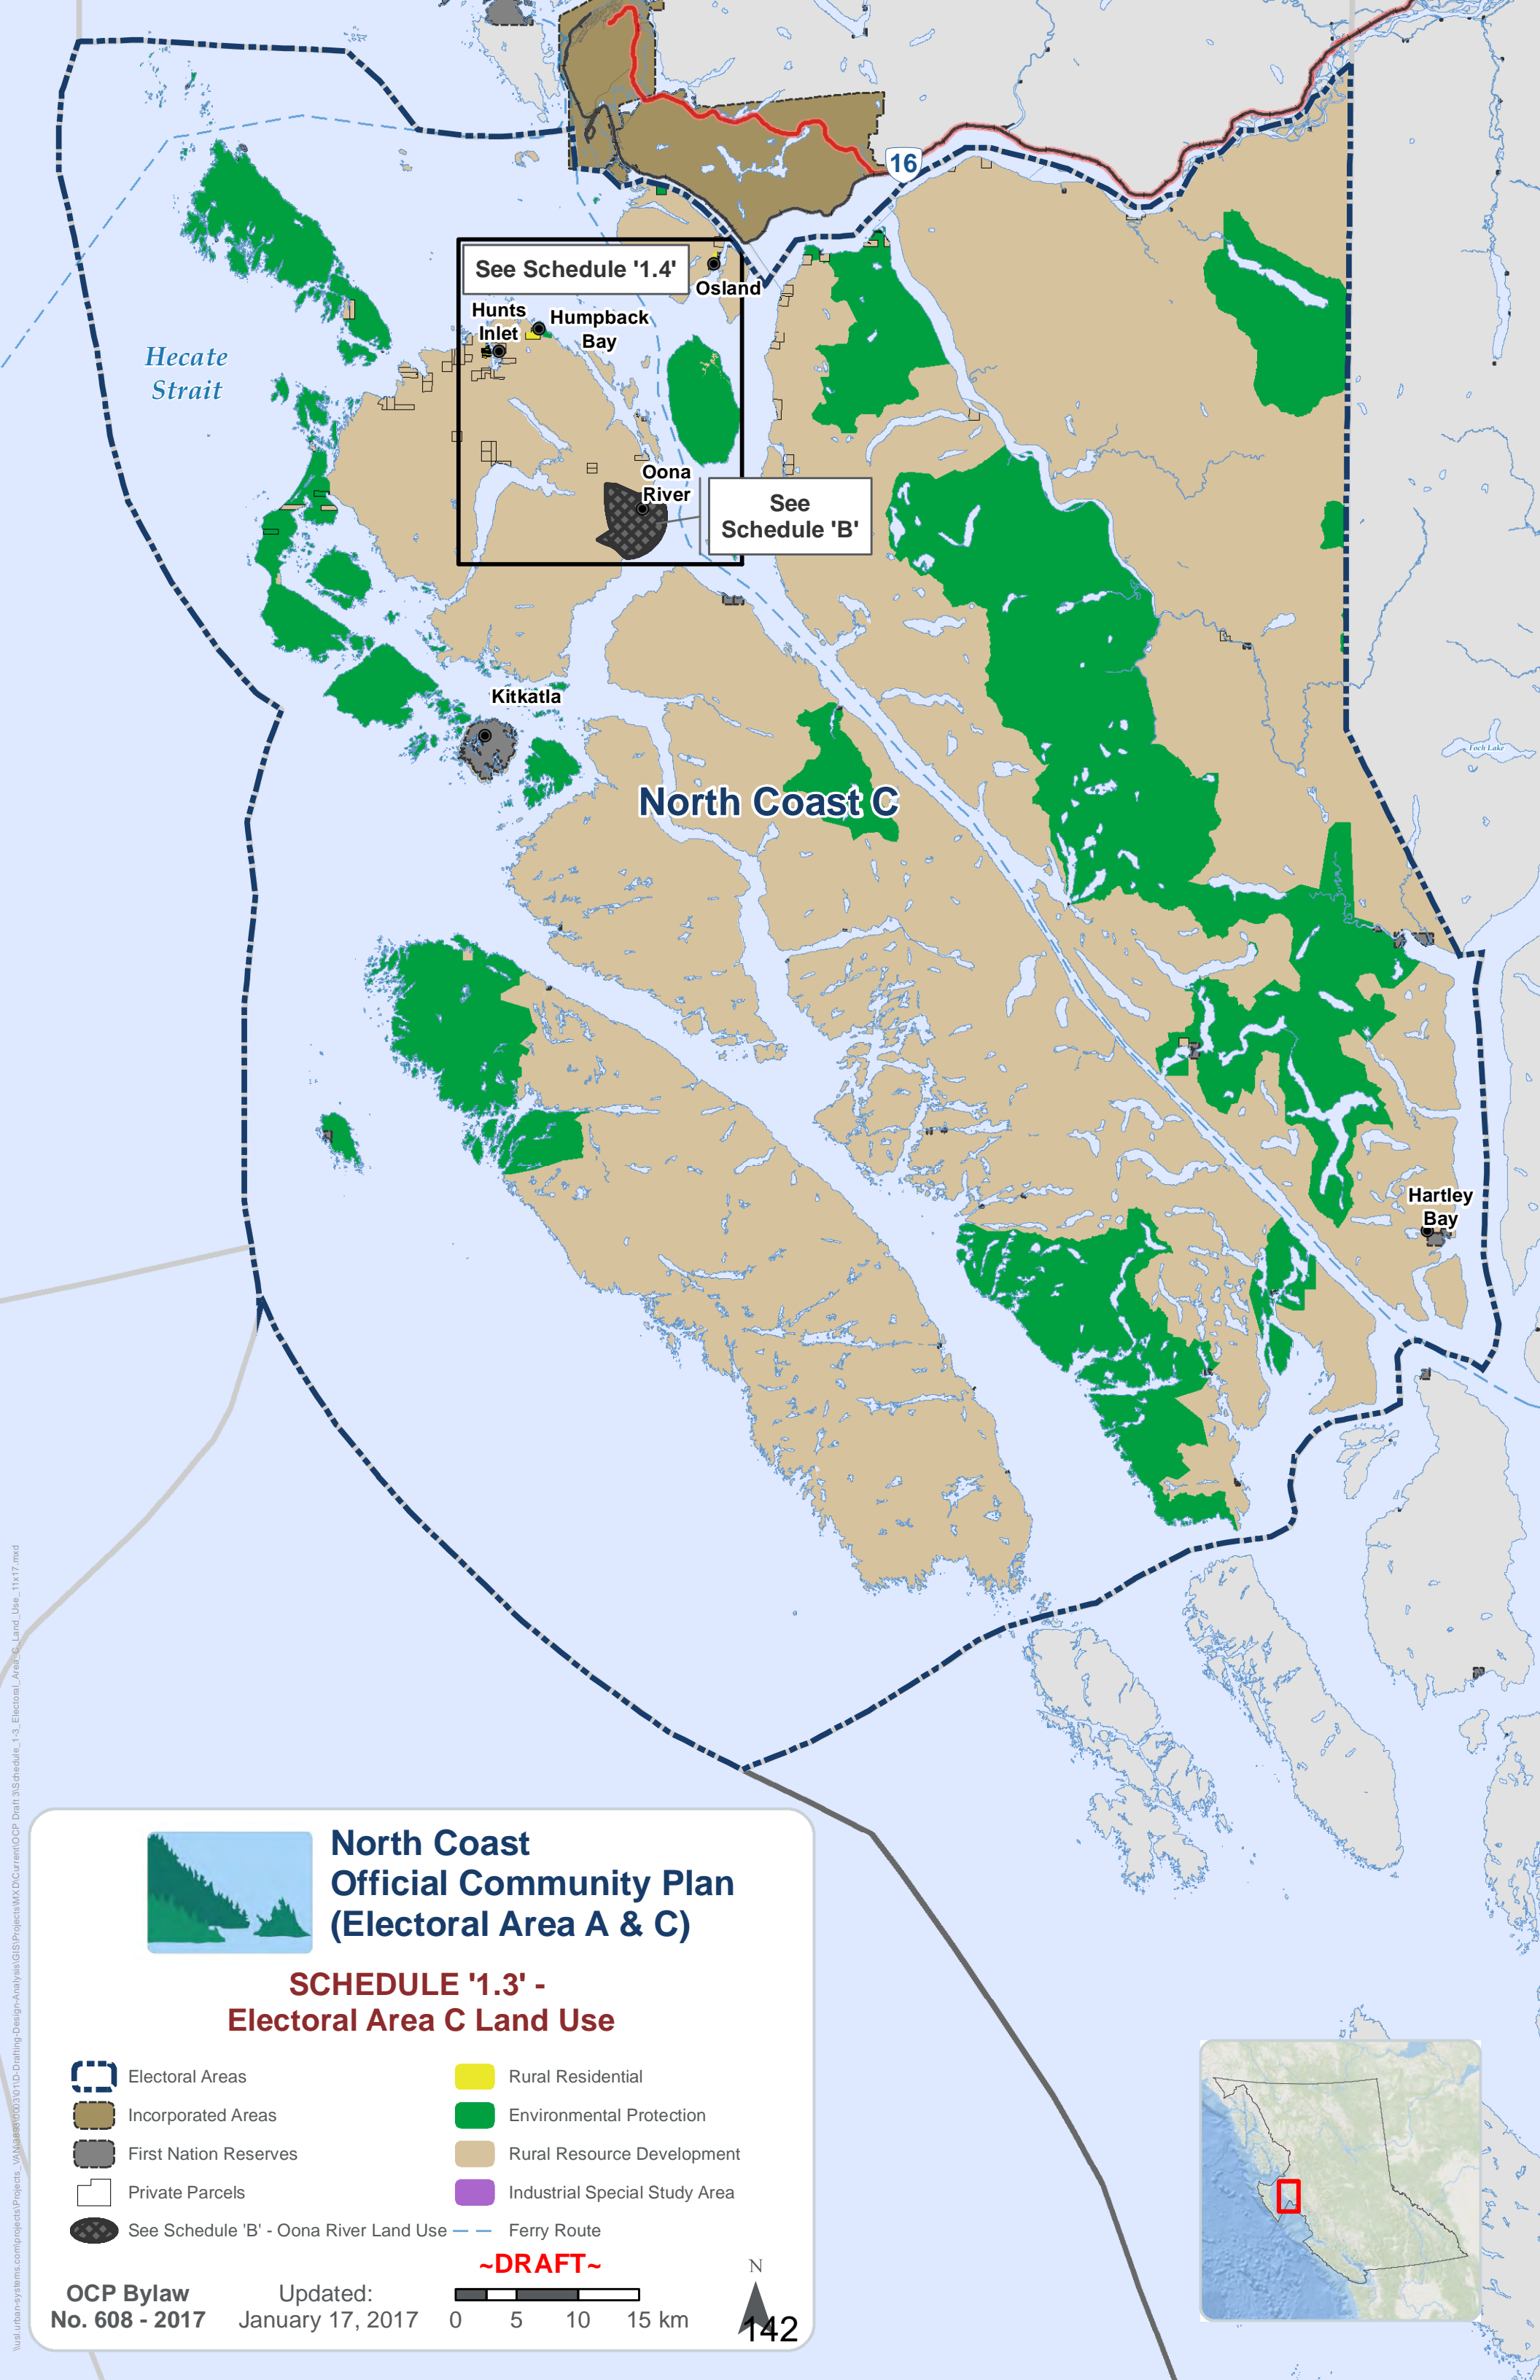 16
See Schedule '1.4'
Osland
Hunts
Inlet
Humpback
Bay
Hecate
Strait
Oona
River
See
Schedule 'B'
Kitkatla
Foch Lake
North Coast C
Hartley
Bay
North Coast
Official Community Plan
(Electoral Area A & C)
SCHEDULE '1.3' -
Electoral Area C Land Use
Electoral Areas
Incorporated Areas
First Nation Reserves
Private Parcels
See Schedule 'B' - Oona River Land Use
Rural Residential
Environmental Protection
Rural Resource Development
Industrial Special Study Area
Ferry Route
~DRAFT~
OCP Bylaw
No. 608 - 2017
Updated:
January 17, 2017
0 5 10 15 km
N
142